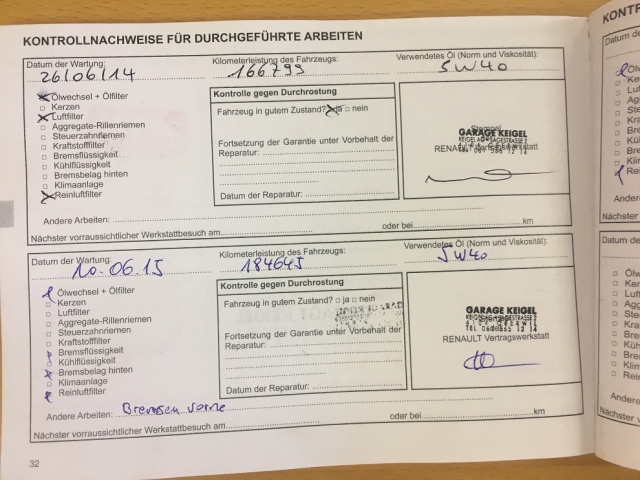 KONTROLLNACHWEISE FÜR DURCHGEFÜHRTE ARBEITEN
Datum der Wartung: 26/06/14 Kilometerleistung des Fahrzeugs: 166799 Verwendetes Öl (Norm und Viskosität): 5W40
Ölwechsel + Ölfilter
Kerzen
Luftfilter
Aggregate-Rillenriemen
Steuerzahnriemen
Kraftstofffilter
Bremsflüssigkeit
Kühlflüssigkeit
Bremsbelag hinten
Klimaanlage
Reinluftfilter
Kontrolle gegen Durchrostung
Fahrzeug in gutem Zustand? ja nein
Fortsetzung der Garantie unter Vorbehalt der Reparatur:
Datum der Reparatur:
Stempel
GARAGE KEIGEL
RENAULT Vertragswerkstatt
Andere Arbeiten:
Nächster vorraussichtlicher Werkstattbesuch am oder bei km
Datum der Wartung: 10.06.15 Kilometerleistung des Fahrzeugs: 184645 Verwendetes Öl (Norm und Viskosität): 5W40
Ölwechsel + Ölfilter
Kerzen
Luftfilter
Aggregate-Rillenriemen
Steuerzahnriemen
Kraftstofffilter
Bremsflüssigkeit
Kühlflüssigkeit
Bremsbelag hinten
Klimaanlage
Reinluftfilter
Kontrolle gegen Durchrostung
Fahrzeug in gutem Zustand? ja nein
Fortsetzung der Garantie unter Vorbehalt der Reparatur:
Datum der Reparatur:
GARAGE KEIGEL
RENAULT Vertragswerkstatt
Andere Arbeiten: Bremsen vorne
Nächster vorraussichtlicher Werkstattbesuch am oder bei km
32